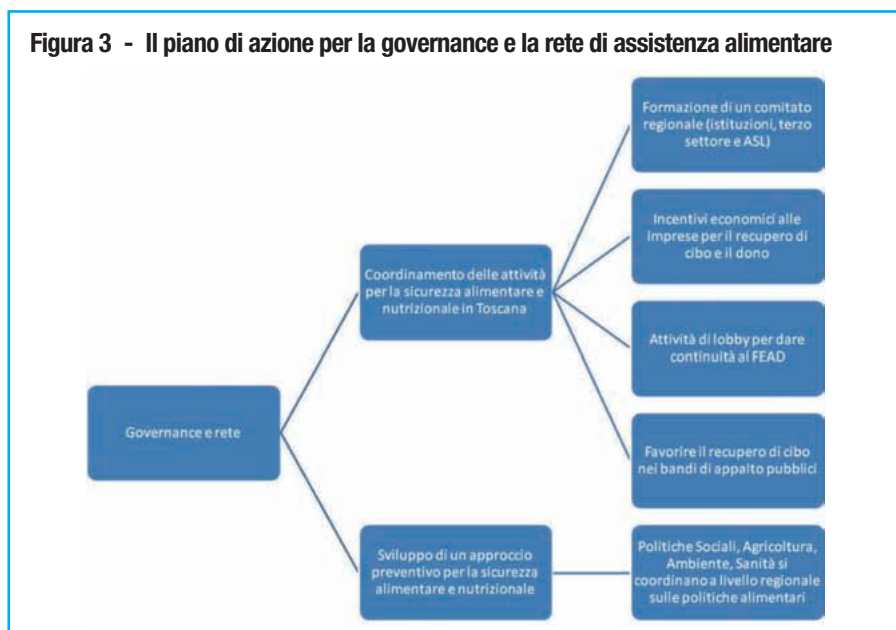 Figura 3 - Il piano di azione per la governance e la rete di assistenza alimentare
Formazione di un comitato
regionale (istituzioni, terzo
settore e ASL)
Incentivi economici alle
imprese per il recupero di
cibo e il dono
Coordinamento delle attività
per la sicurezza alimentare e
nutrizionale in Toscana
Attività di lobby per dare
continuità al FEAD
Governance e rete
Favorire il recupero di cibo
nei bandi di appalto pubblici
Sviluppo di un approccio
preventivo per la sicurezza
alimentare e nutrizionale
Politiche Sociali, Agricoltura,
Ambiente, Sanità si
coordinano a livello regionale
sulle politiche alimentari